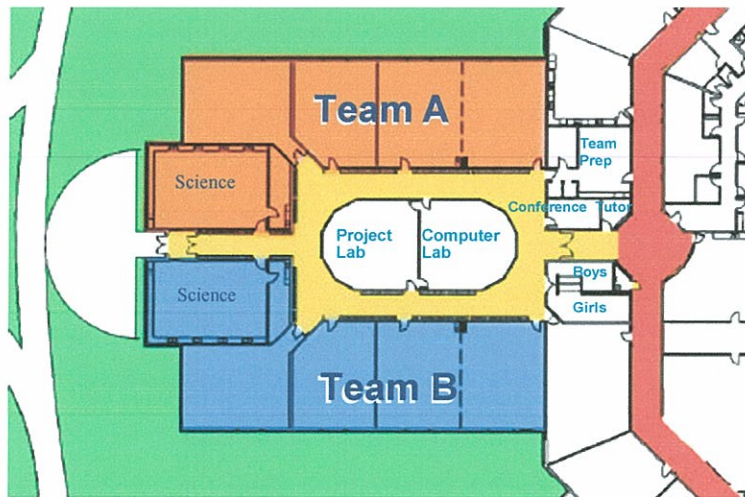 Team A
Team
Prep
Science
Conference Tutor
Project
Lab
Computer
Lab
Boys
Science
Girls
Team B